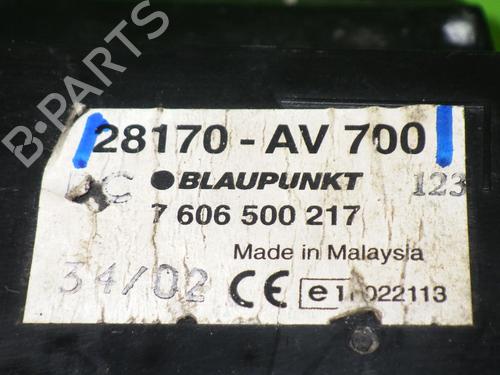 28170 - AV 700
BLAUPUNKT 123
7 606 500 217
Made in Malaysia
34/02 CE e1 022113
B-PARTS